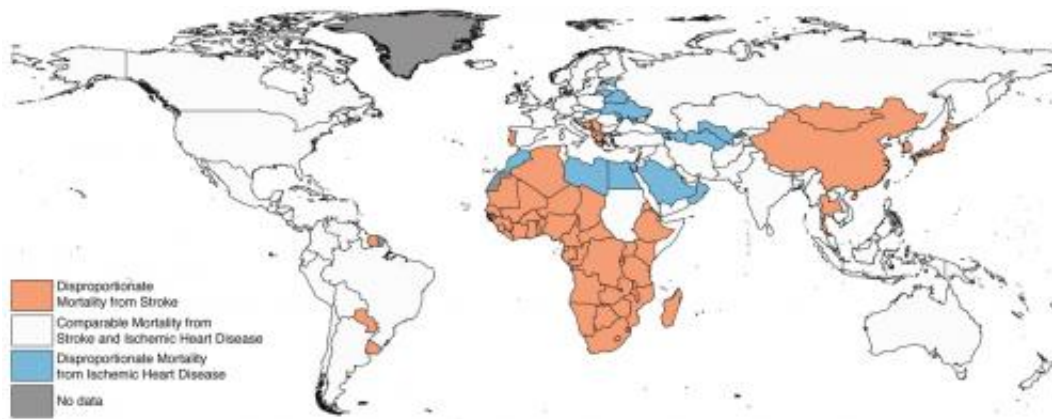 Disproportionate
Mortality from Stroke
Comparable Mortality from
Stroke and Ischemic Heart Disease
Disproportionate Mortality
from Ischemic Heart Disease
No data